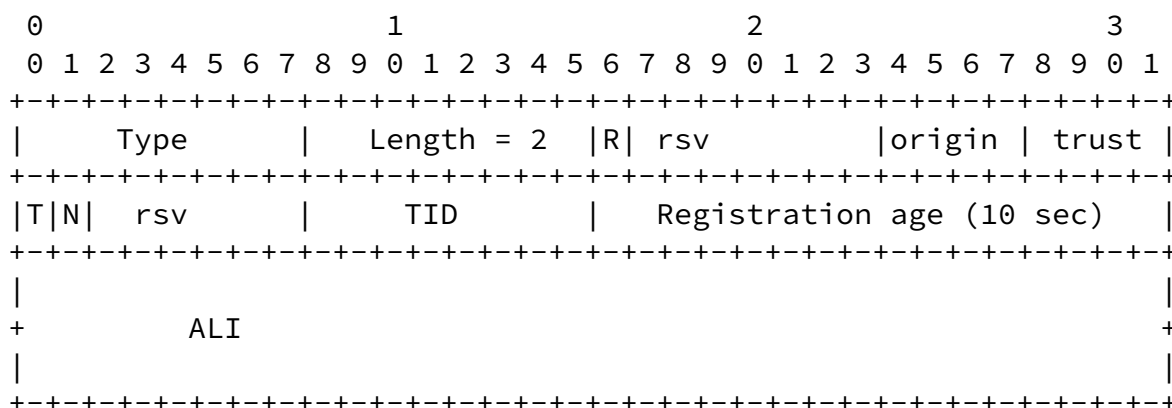 0                   1                   2                   3
 0 1 2 3 4 5 6 7 8 9 0 1 2 3 4 5 6 7 8 9 0 1 2 3 4 5 6 7 8 9 0 1
+-+-+-+-+-+-+-+-+-+-+-+-+-+-+-+-+-+-+-+-+-+-+-+-+-+-+-+-+-+-+-+-+
|     Type      |   Length = 2  |R| rsv         |origin | trust |
+-+-+-+-+-+-+-+-+-+-+-+-+-+-+-+-+-+-+-+-+-+-+-+-+-+-+-+-+-+-+-+-+
|T|N|  rsv      |     TID       |   Registration age (10 sec)   |
+-+-+-+-+-+-+-+-+-+-+-+-+-+-+-+-+-+-+-+-+-+-+-+-+-+-+-+-+-+-+-+-+
|                                                               |
+         ALI                                                   +
|                                                               |
+-+-+-+-+-+-+-+-+-+-+-+-+-+-+-+-+-+-+-+-+-+-+-+-+-+-+-+-+-+-+-+-+